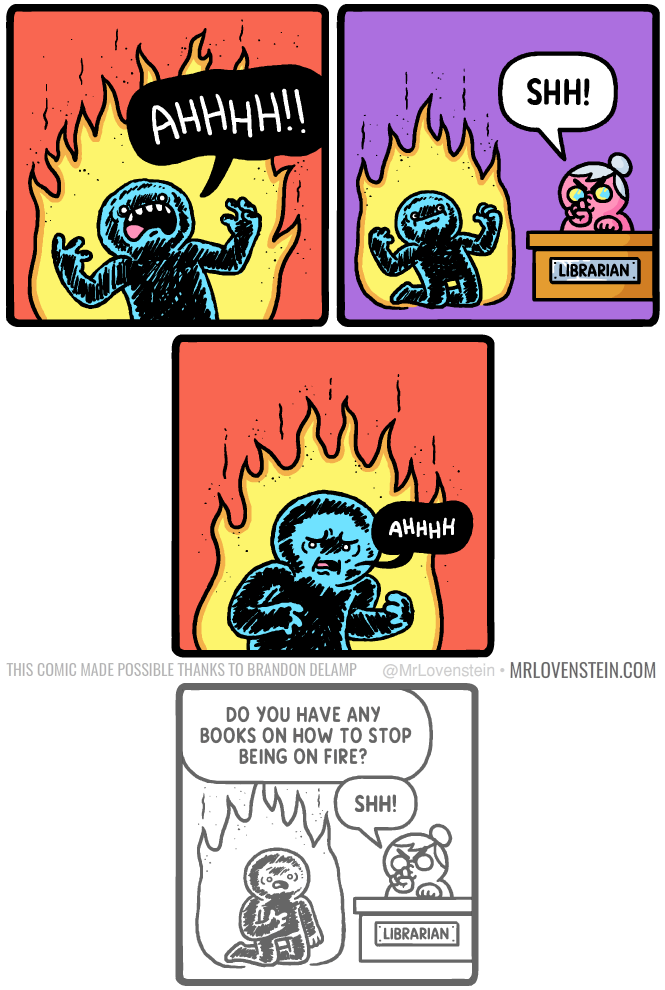 AHHHH!!
SHH!
LIBRARIAN
AHHHH
THIS COMIC MADE POSSIBLE THANKS TO BRANDON DELAMP @MrLovenstein • MRLOVENSTEIN.COM
DO YOU HAVE ANY
BOOKS ON HOW TO STOP
BEING ON FIRE?
SHH!
LIBRARIAN